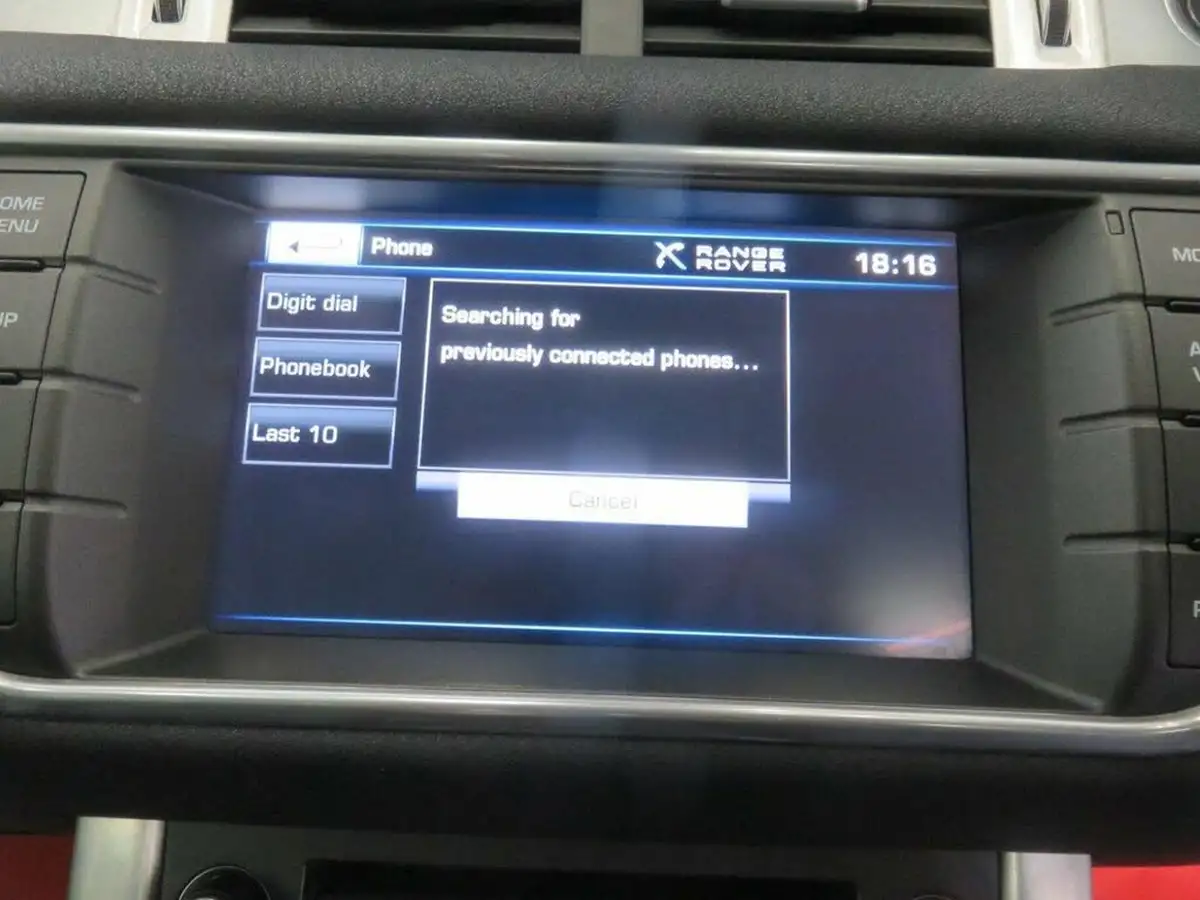 Phone
RANGE
ROVER
18:16
Digit dial
Searching for
previously connected phones...
Phonebook
Last 10
Cancel